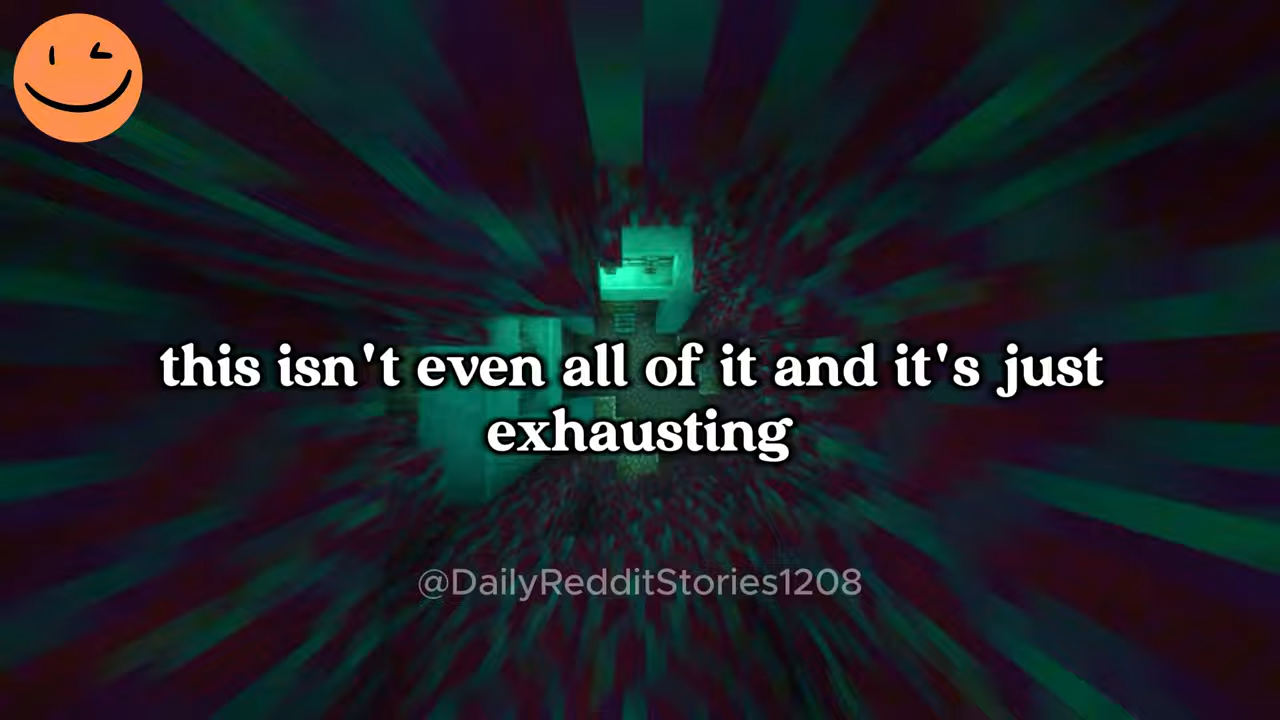 this isn't even all of it and it's just
exhausting
@DailyRedditStories1208